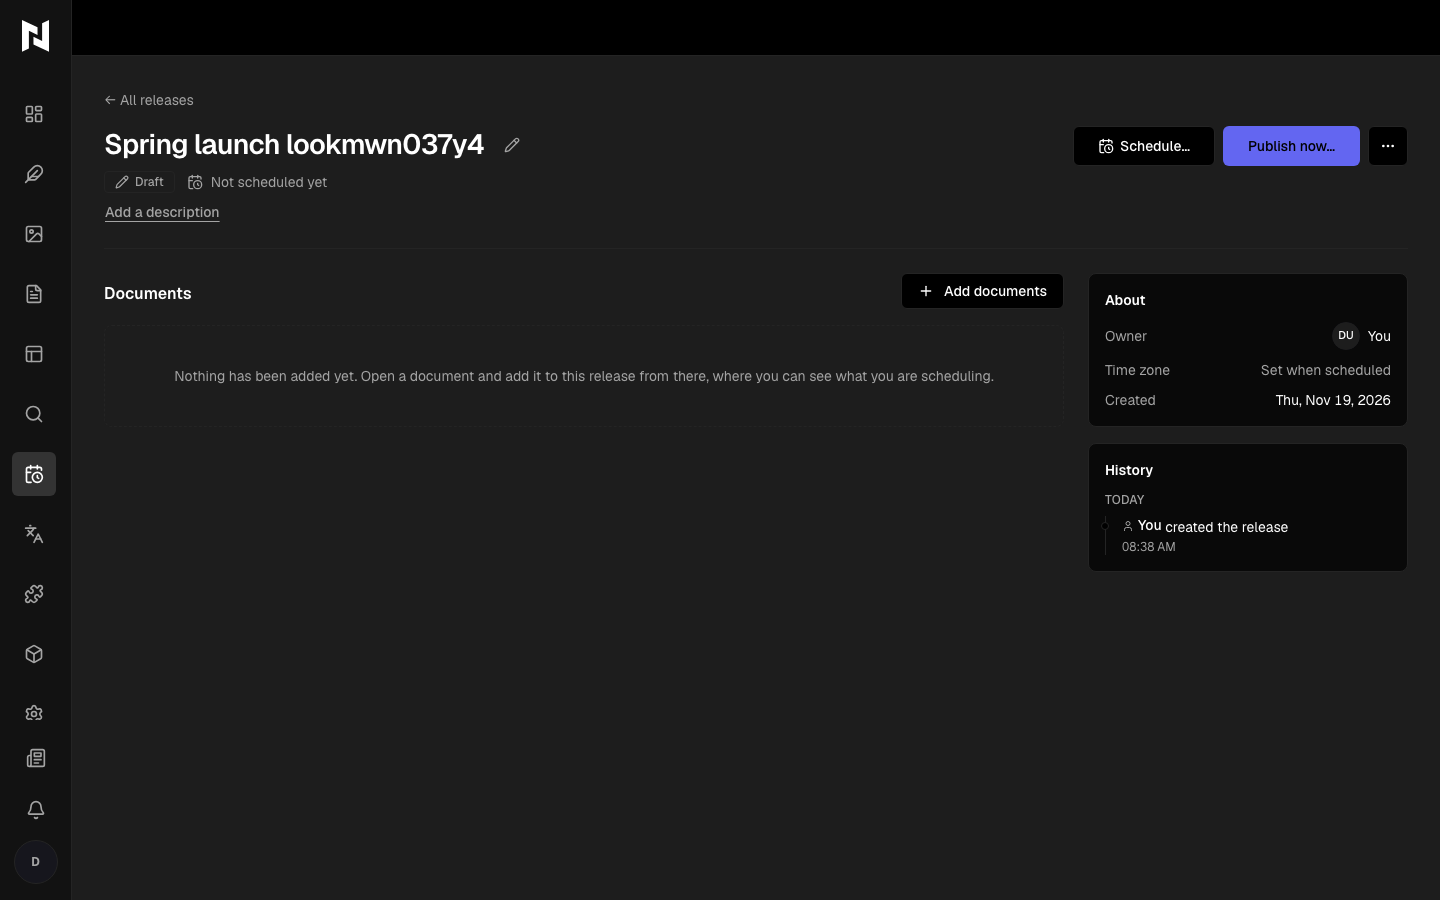 ← All releases
Spring launch lookmwn037y4
Schedule...
Publish now...
Draft
Not scheduled yet
Add a description
Documents
Add documents
Nothing has been added yet. Open a document and add it to this release from there, where you can see what you are scheduling.
About
Owner
DU
You
Time zone
Set when scheduled
Created
Thu, Nov 19, 2026
History
TODAY
You created the release
08:38 AM
D